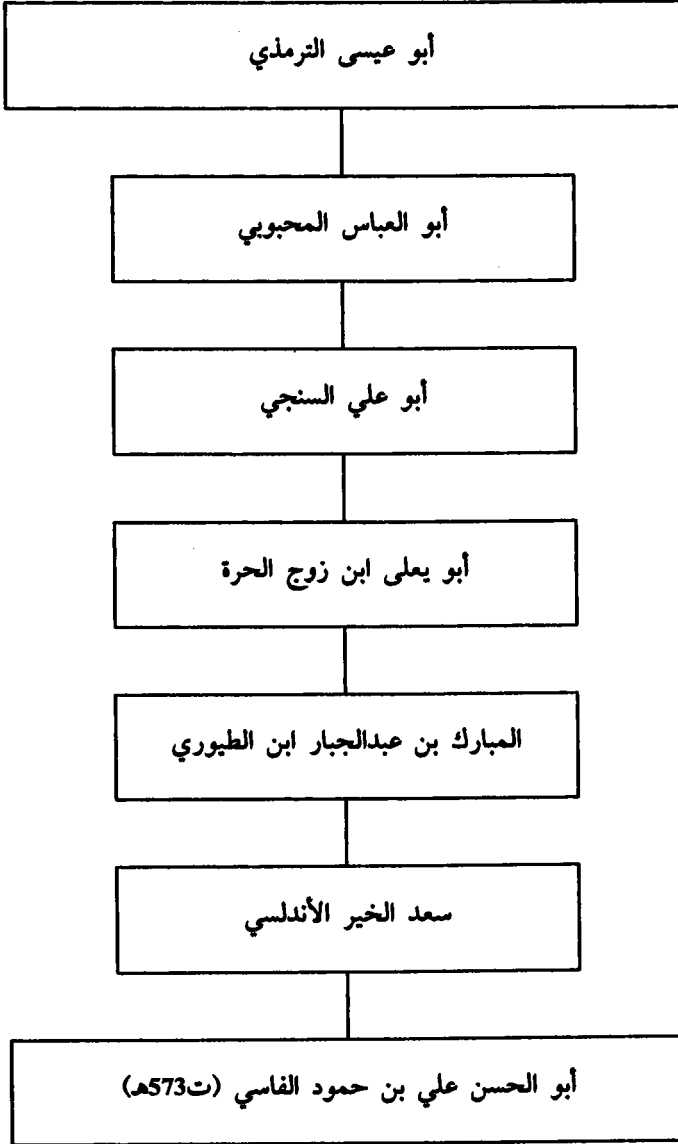 أبو عيسى الترمذي
أبو العباس المحبوبي
أبو علي السنجي
أبو يعلى ابن زوج الحرة
المبارك بن عبدالجبار ابن الطيوري
سعد الخير الأندلسي
أبو الحسن علي بن حمود الفاسي (ت573هـ)